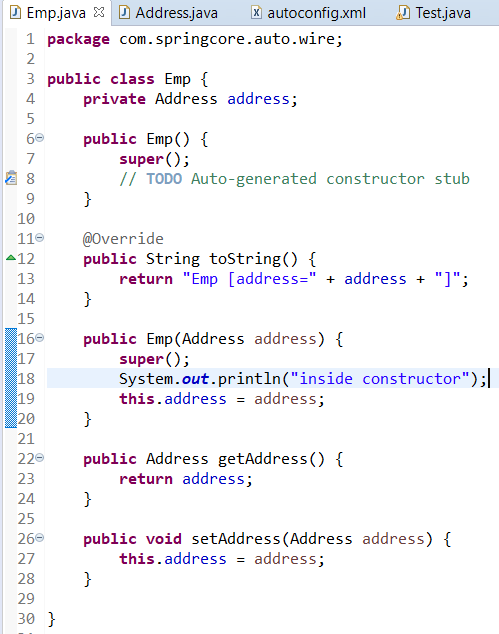 Emp.java Address.java autoconfig.xml Test.java
1 package com.springcore.auto.wire;
2
3 public class Emp {
4     private Address address;
5
6     public Emp() {
7         super();
8         // TODO Auto-generated constructor stub
9     }
10
11     @Override
12     public String toString() {
13         return "Emp [address=" + address + "]";
14     }
15
16     public Emp(Address address) {
17         super();
18         System.out.println("inside constructor");
19         this.address = address;
20     }
21
22     public Address getAddress() {
23         return address;
24     }
25
26     public void setAddress(Address address) {
27         this.address = address;
28     }
29
30 }